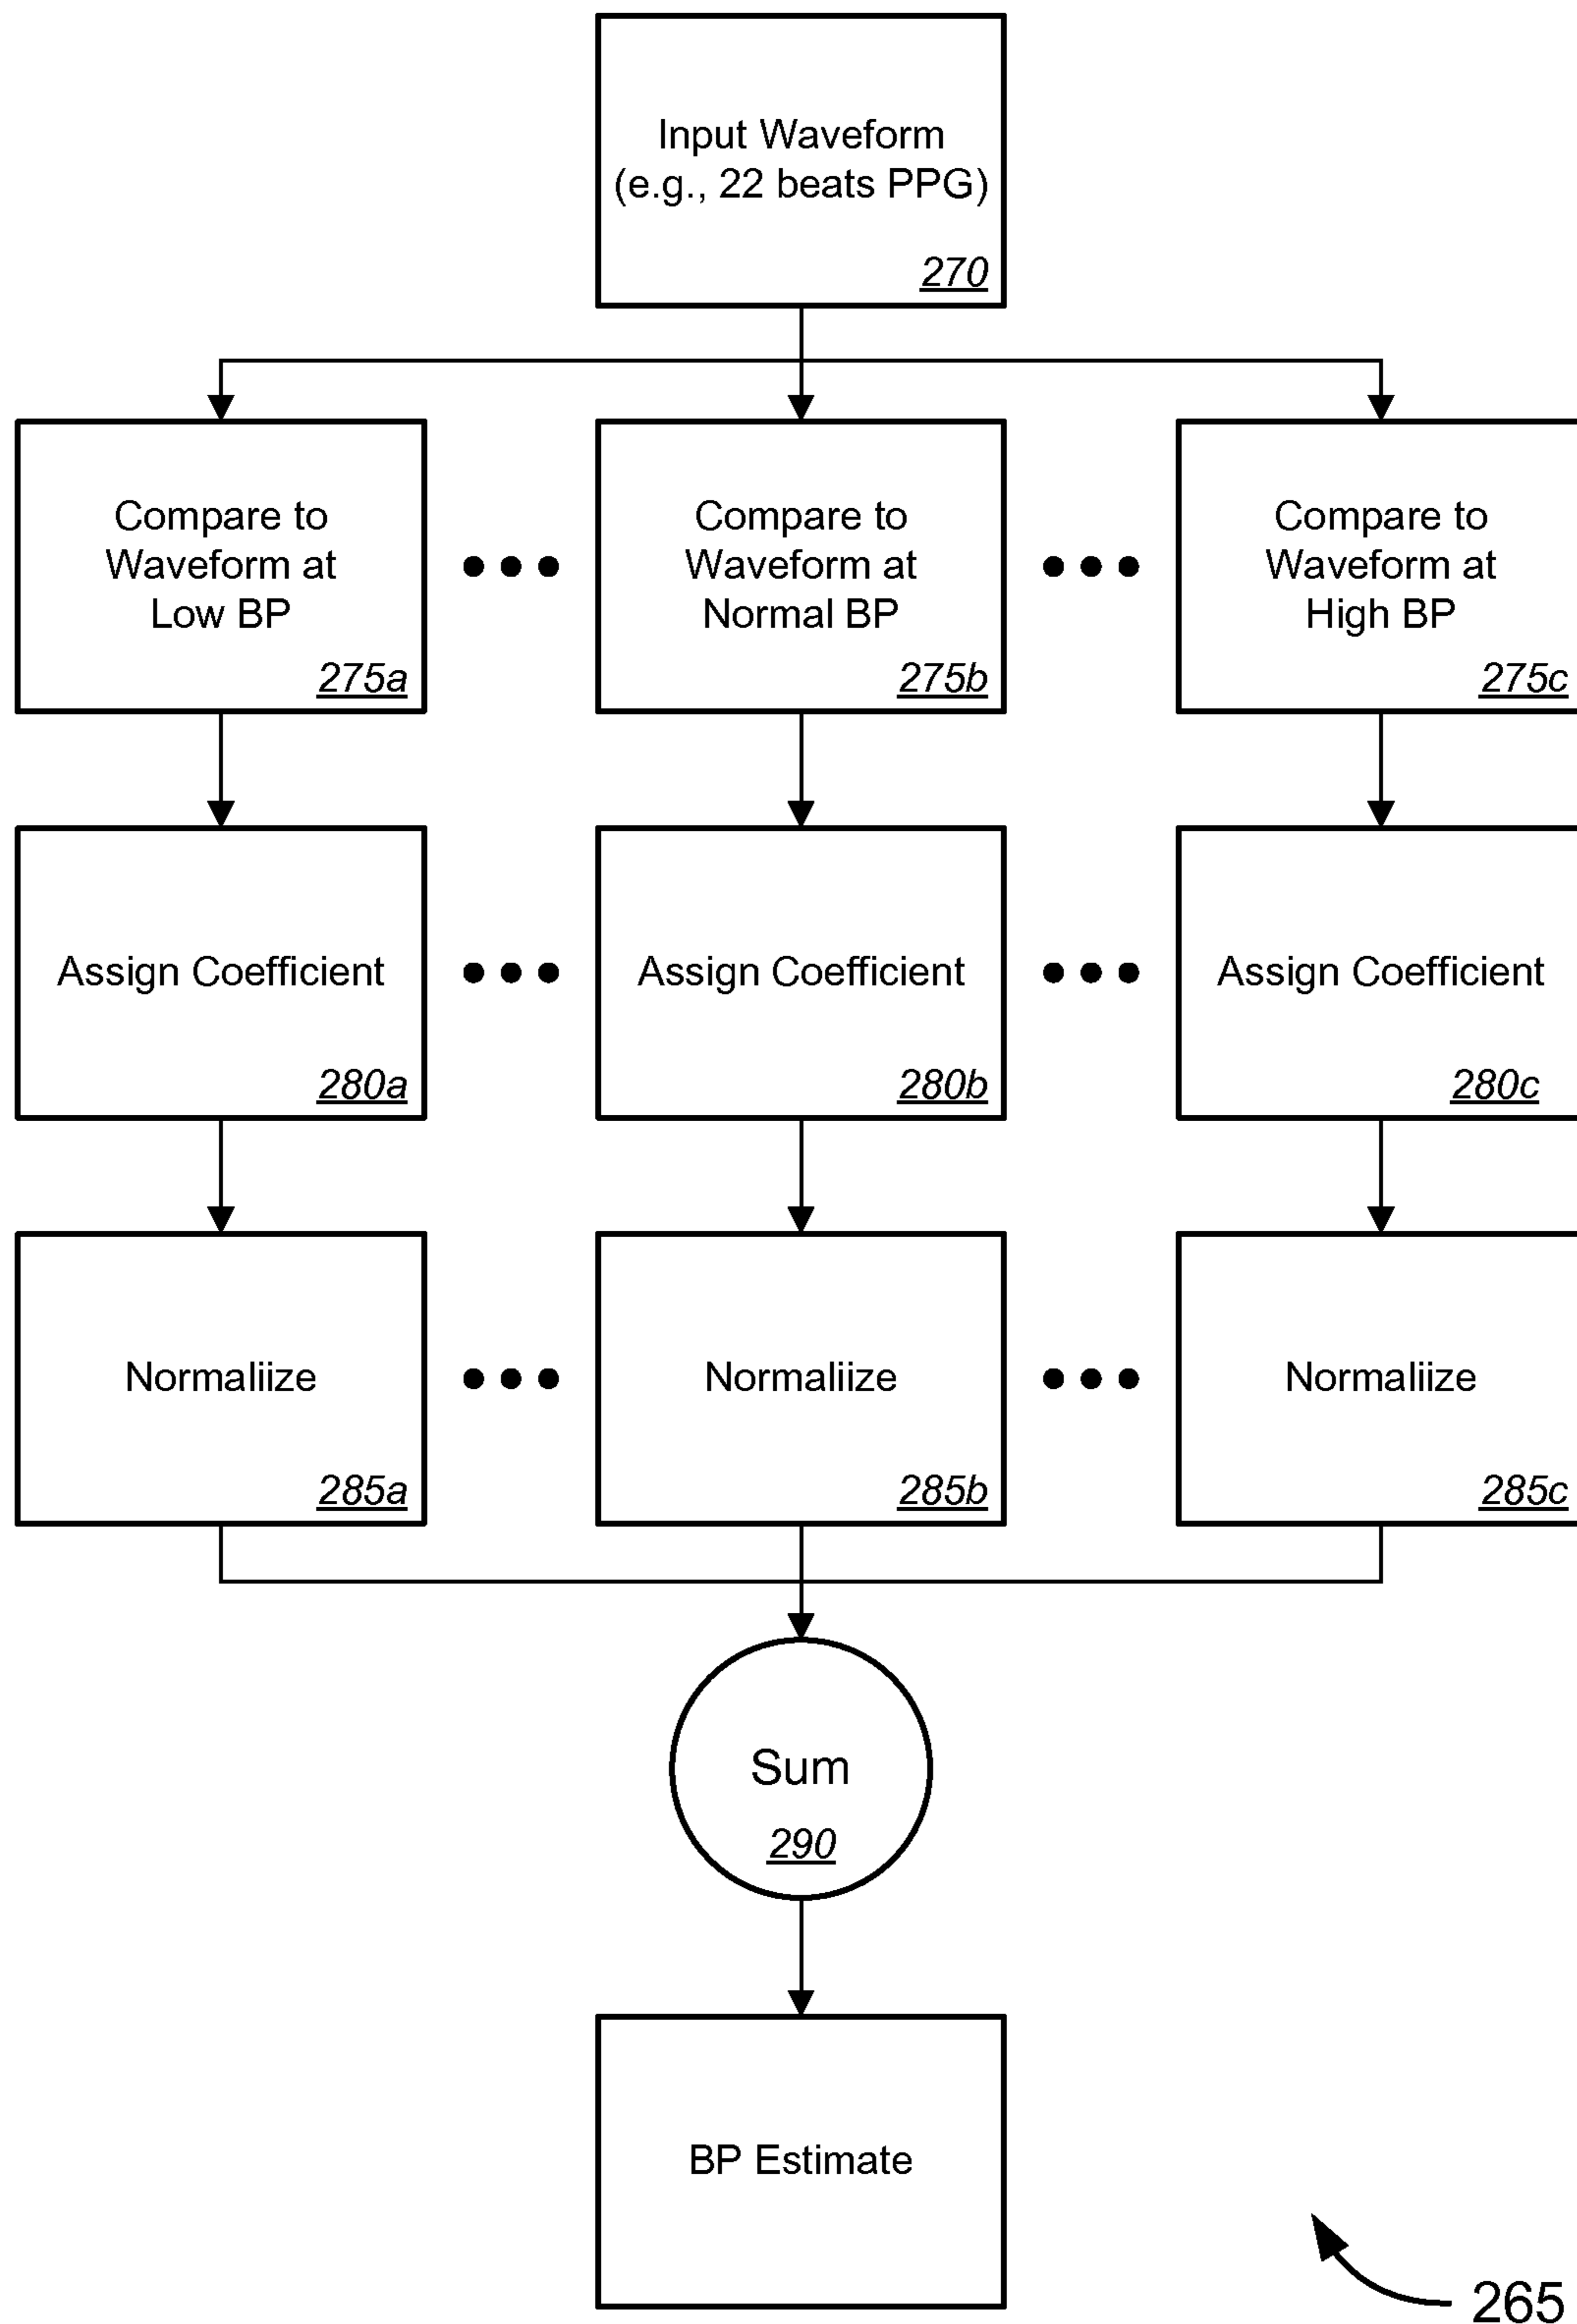 Input Waveform
(e.g., 22 beats PPG)
270
Compare to
Waveform at
Low BP
275a
Compare to
Waveform at
Normal BP
275b
Compare to
Waveform at
High BP
275c
Assign Coefficient
280a
Assign Coefficient
280b
Assign Coefficient
280c
Normaliize
285a
Normaliize
285b
Normaliize
285c
Sum
290
BP Estimate
265